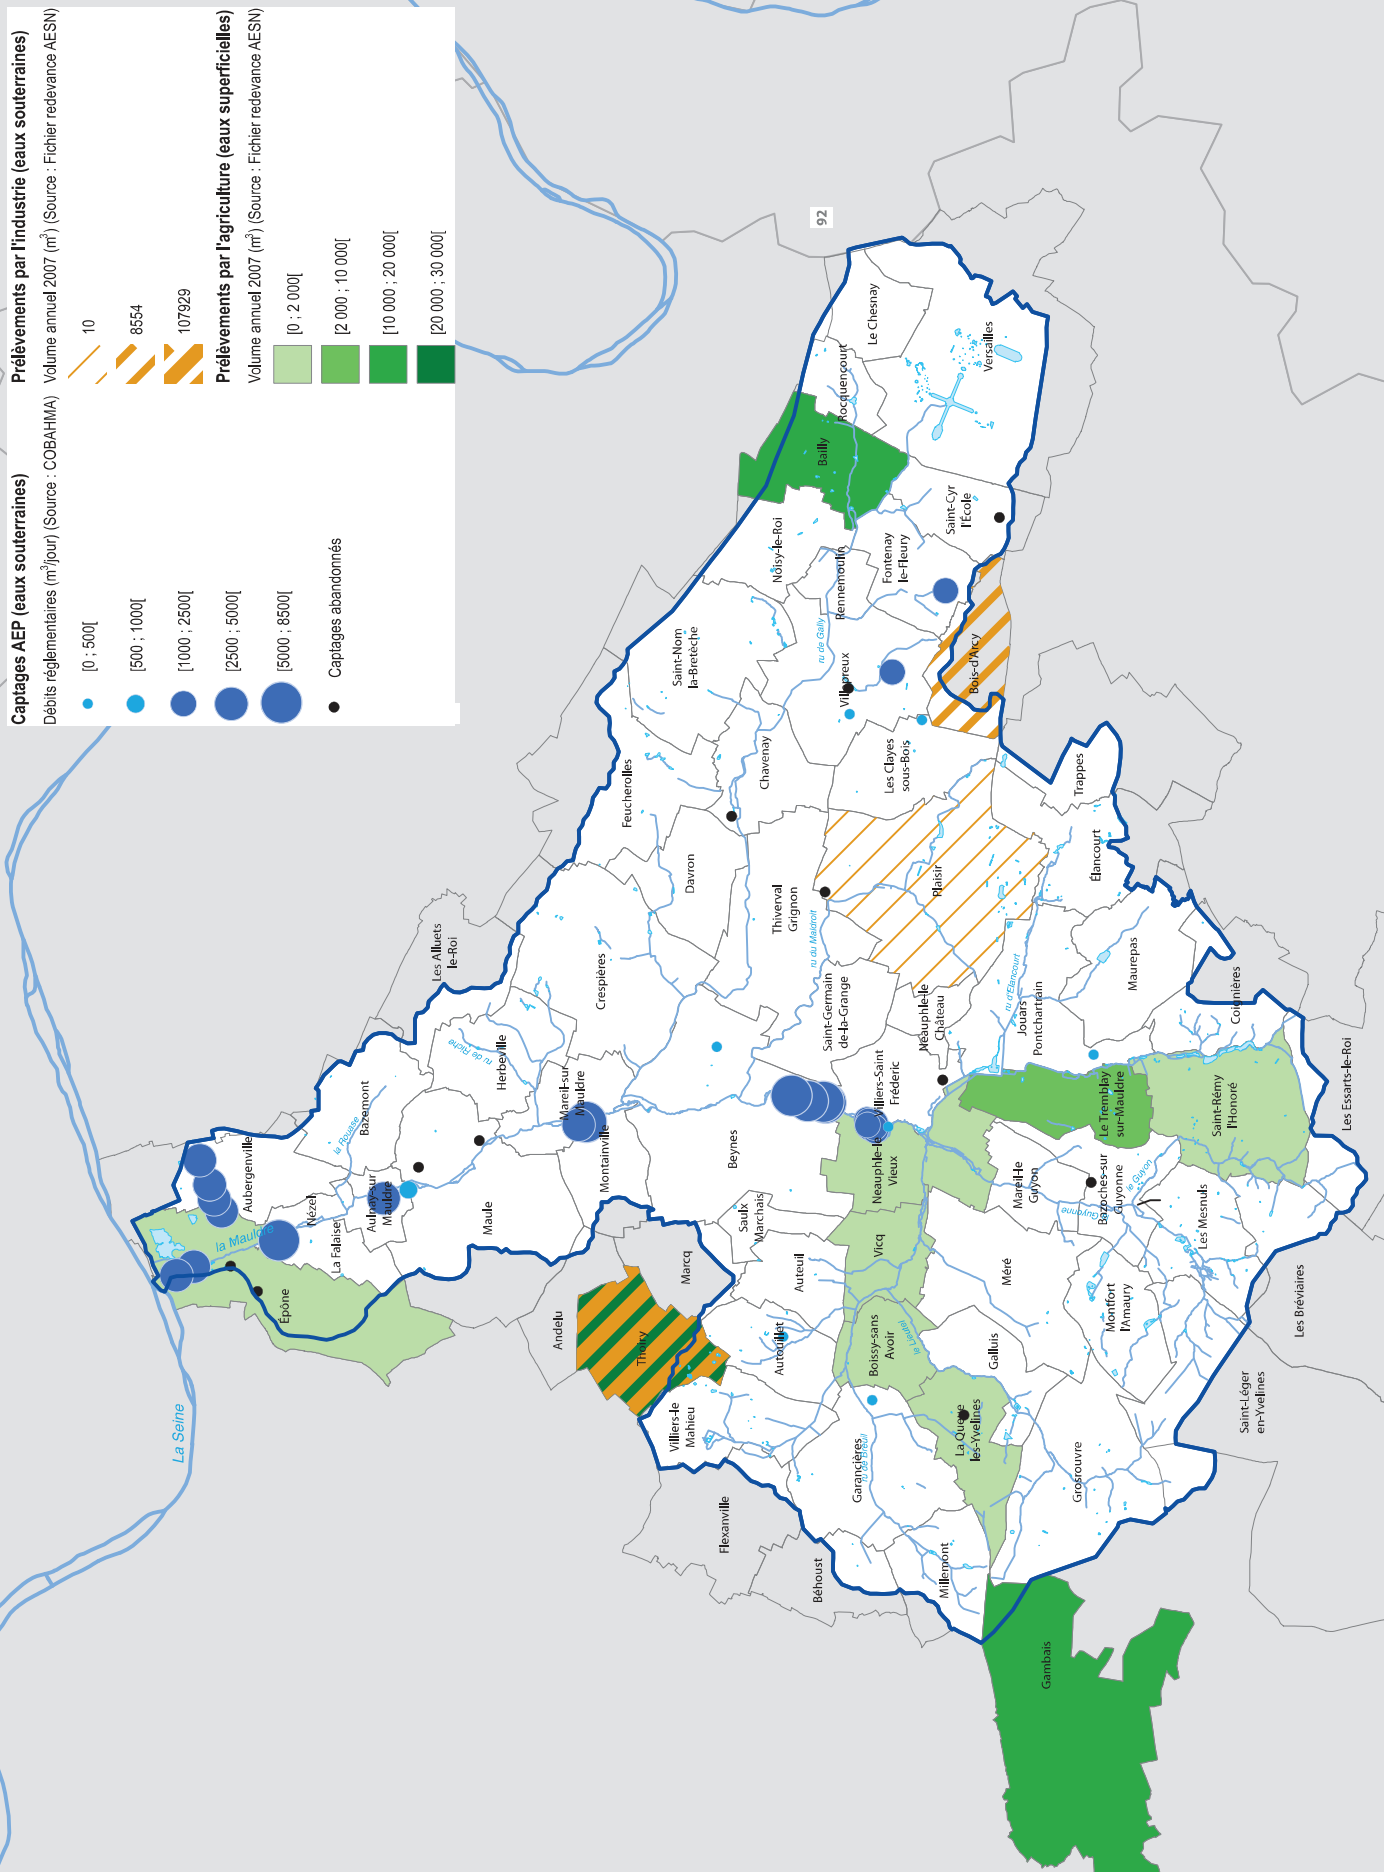 Captages AEP (eaux souterraines)
Débits réglementaires (m³/jour) (Source : COBAHMA)
[0 ; 500[
[500 ; 1000[
[1000 ; 2500[
[2500 ; 5000[
[5000 ; 8500[
Captages abandonnés
Prélèvements par l'industrie (eaux souterraines)
Volume annuel 2007 (m³) (Source : Fichier redevance AESN)
10
8554
107929
Prélèvements par l'agriculture (eaux superficielles)
Volume annuel 2007 (m³) (Source : Fichier redevance AESN)
[0 ; 2 000[
[2 000 ; 10 000[
[10 000 ; 20 000[
[20 000 ; 30 000[
92
La Seine
la Mauldre
Épône
Aubergenville
Nézel
La Falaise
Aulnay-sur
Mauldre
Bazemont
la Rouase
Maule
Herbeville
ru de Riche
Les Alluets
le-Roi
Mareil-sur
Mauldre
Montainville
Crespières
Andelu
Thoiry
Marcq
Feucherolles
Davron
Saint-Nom
la-Bretèche
Chavenay
Noisy-le-Roi
Bailly
Rocquencourt
Le Chesnay
Versailles
Rennemoulin
ru de Gally
Fontenay
le-Fleury
Saint-Cyr
l'École
Villepreux
Bois-d'Arcy
Les Clayes
sous-Bois
Thiverval
Grignon
ru du Maldroit
Plaisir
Trappes
Élancourt
Maurepas
Coignières
ru d'Élancourt
Jouars
Pontchartrain
Saint-Germain
de-la-Grange
Neauphle-le
Château
Villiers-Saint
Fréderic
Neauphle-le
Vieux
Beynes
Saulx
Marchais
Auteuil
Autouillet
Villiers-le
Mahieu
Flexanville
Béhoust
Vicq
Boissy-sans
Avoir
le Lieutel
Garancières
ru de Breuil
La Queue
les-Yvelines
Millemont
Galluis
Méré
Mareil-le
Guyon
Le Tremblay
sur-Mauldre
Saint-Rémy
l'Honoré
Bazoches-sur
Guyonne
le Guyon
Guyonne
Les Mesnuls
Montfort
l'Amaury
Grosrouvre
Gambais
Saint-Léger
en-Yvelines
Les Bréviaires
Les Essarts-le-Roi